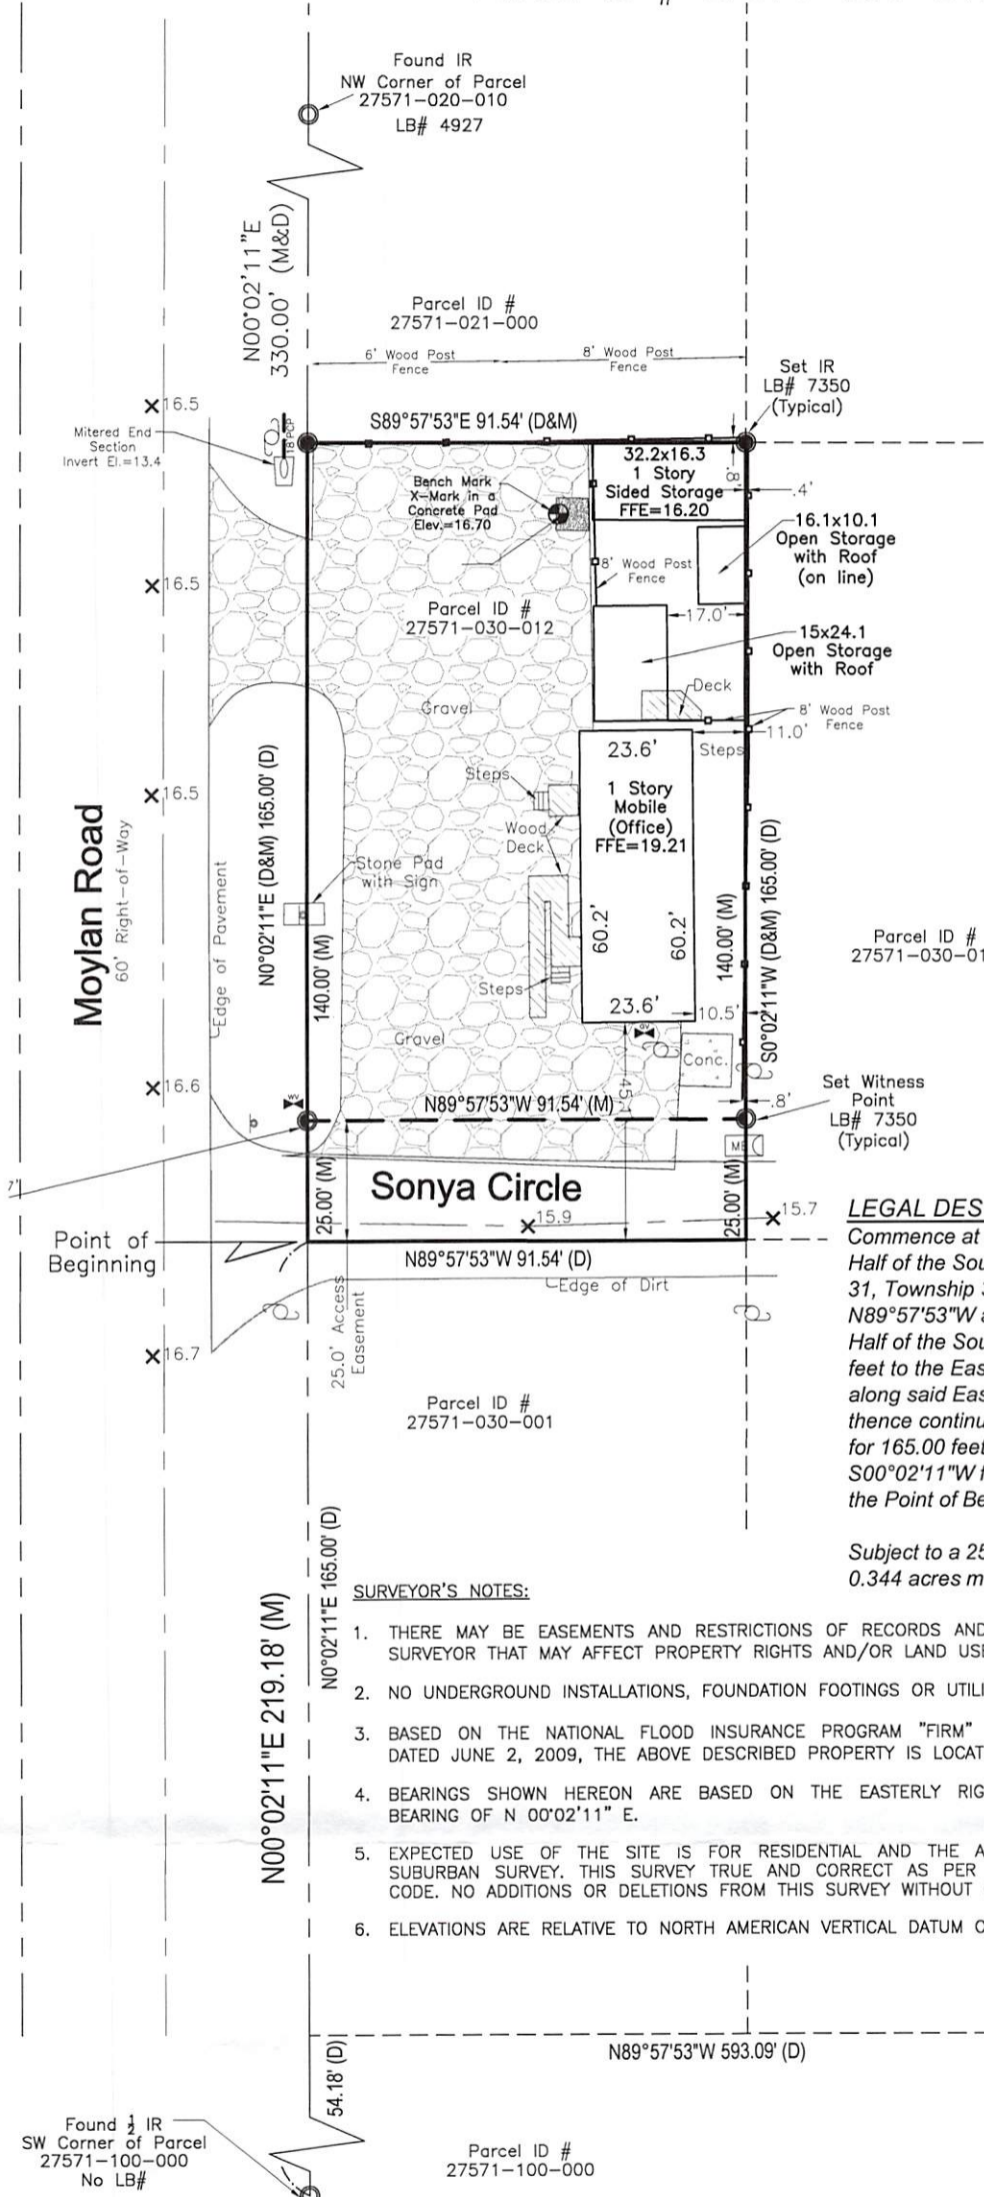 Found IR
NW Corner of Parcel
27571-020-010
LB# 4927
N00°02'11"E
330.00' (M&D)
Parcel ID #
27571-021-000
6' Wood Post
Fence
8' Wood Post
Fence
Set IR
LB# 7350
(Typical)
16.5
Mitered End
Section
Invert El.=13.4
S89°57'53"E 91.54' (D&M)
32.2x16.3
1 Story
Sided Storage
FFE=16.20
.8'
.4'
Bench Mark
X-Mark in a
Concrete Pad
Elev.=16.70
16.1x10.1
Open Storage
with Roof
(on line)
16.5
8' Wood Post
Fence
Parcel ID #
27571-030-012
17.0'
15x24.1
Open Storage
with Roof
Deck
Gravel
8' Wood Post
Fence
11.0'
Steps
23.6'
1 Story
Mobile
(Office)
FFE=19.21
Steps
Wood
Deck
16.5
Moylan Road
60' Right-of-Way
Edge of Pavement
N0°02'11"E (D&M) 165.00' (D)
140.00' (M)
Stone Pad
with Sign
60.2'
60.2'
140.00' (M)
S0°02'11"W (D&M) 165.00' (D)
Parcel ID #
27571-030-01
Steps
23.6'
10.5'
Gravel
GV
Conc.
45.
16.6
WV
N89°57'53"W 91.54' (M)
.8'
Set Witness
Point
LB# 7350
(Typical)
25.00' (M)
Sonya Circle
25.00' (M)
15.9
15.7
7'
Point of
Beginning
N89°57'53"W 91.54' (D)
Edge of Dirt
25.0' Access
Easement
16.7
Parcel ID #
27571-030-001
LEGAL DES
Commence at
Half of the Sou
31, Township
N89°57'53"W a
Half of the Sou
feet to the Eas
along said Eas
thence continu
for 165.00 feet
S00°02'11"W f
the Point of Be
Subject to a 25
0.344 acres m
N0°02'11"E 165.00' (D)
N00°02'11"E 219.18' (M)
SURVEYOR'S NOTES:
1. THERE MAY BE EASEMENTS AND RESTRICTIONS OF RECORDS AND
SURVEYOR THAT MAY AFFECT PROPERTY RIGHTS AND/OR LAND USE
2. NO UNDERGROUND INSTALLATIONS, FOUNDATION FOOTINGS OR UTILI
3. BASED ON THE NATIONAL FLOOD INSURANCE PROGRAM "FIRM"
DATED JUNE 2, 2009, THE ABOVE DESCRIBED PROPERTY IS LOCAT
4. BEARINGS SHOWN HEREON ARE BASED ON THE EASTERLY RIG
BEARING OF N 00°02'11" E.
5. EXPECTED USE OF THE SITE IS FOR RESIDENTIAL AND THE A
SUBURBAN SURVEY. THIS SURVEY TRUE AND CORRECT AS PER
CODE. NO ADDITIONS OR DELETIONS FROM THIS SURVEY WITHOUT
6. ELEVATIONS ARE RELATIVE TO NORTH AMERICAN VERTICAL DATUM O
N89°57'53"W 593.09' (D)
54.18' (D)
Found ½ IR
SW Corner of Parcel
27571-100-000
No LB#
Parcel ID #
27571-100-000